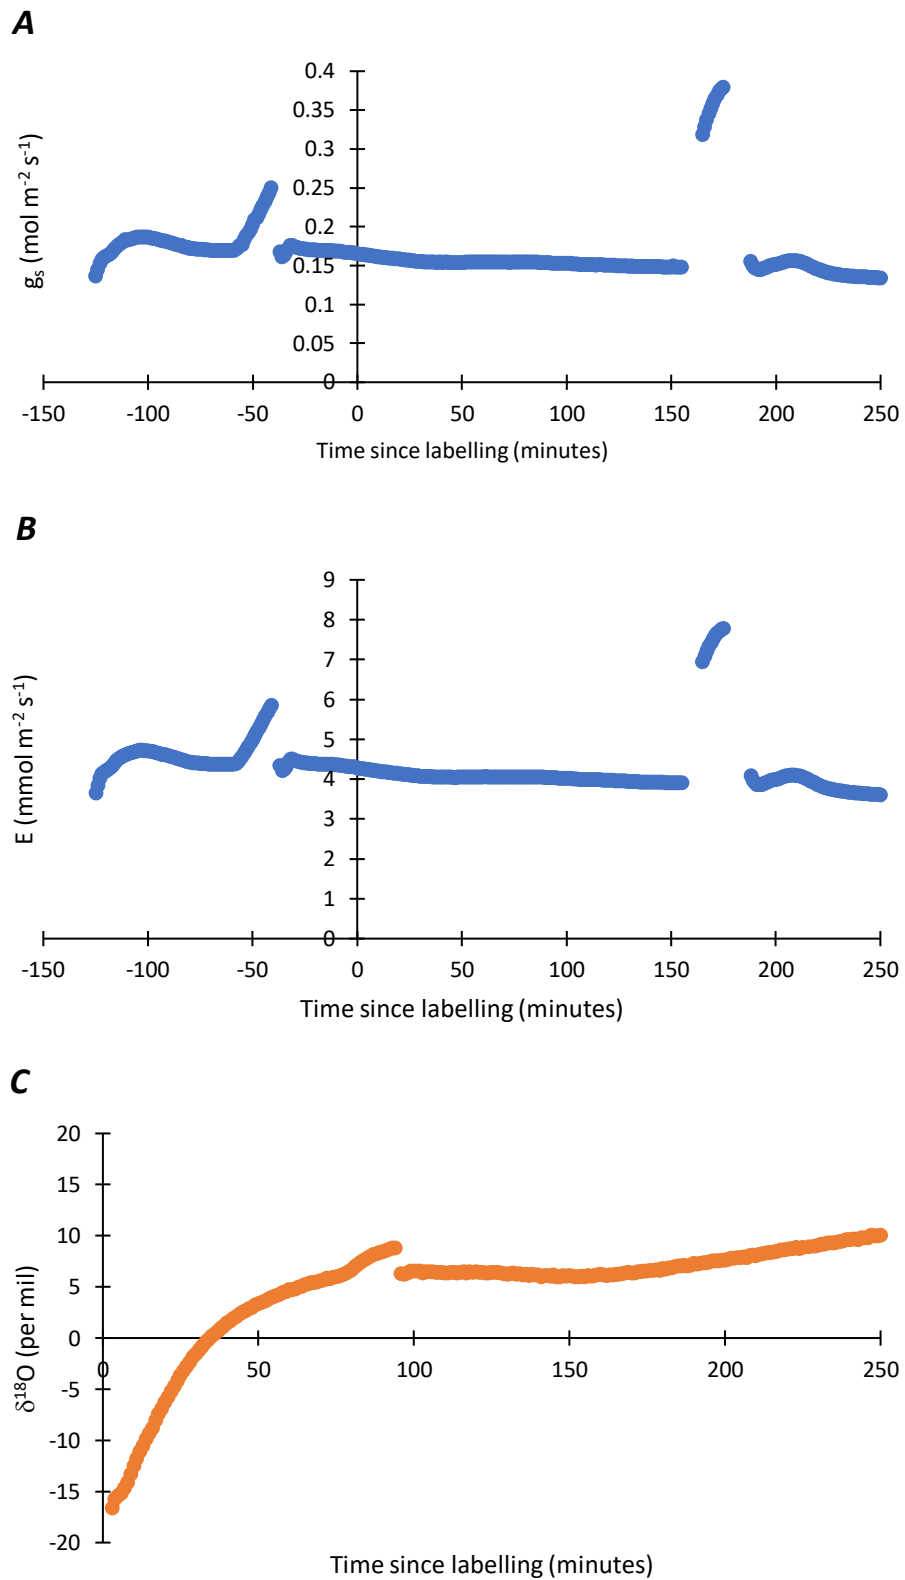 A
0.4
0.35
0.3
0.25
0.2
0.15
0.1
0.05
0
gs (mol m-2 s-1)
-150 -100 -50 0 50 100 150 200 250
Time since labelling (minutes)
B
9
8
7
6
5
4
3
2
1
0
E (mmol m-2 s-1)
-150 -100 -50 0 50 100 150 200 250
Time since labelling (minutes)
C
20
15
10
5
0
-5
-10
-15
-20
δ18O (per mil)
0 50 100 150 200 250
Time since labelling (minutes)